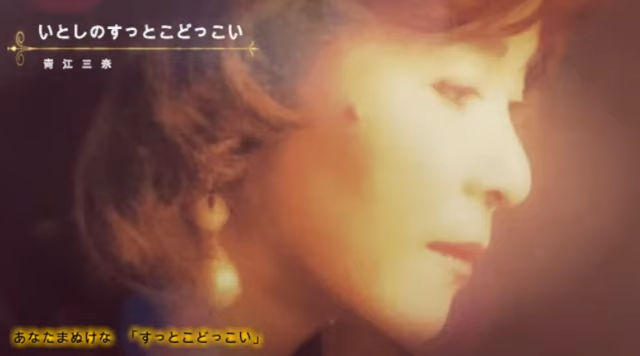 いとしのすっとこどっこい
青 江 三 奈
あなたまぬけな 「すっとこどっこい」